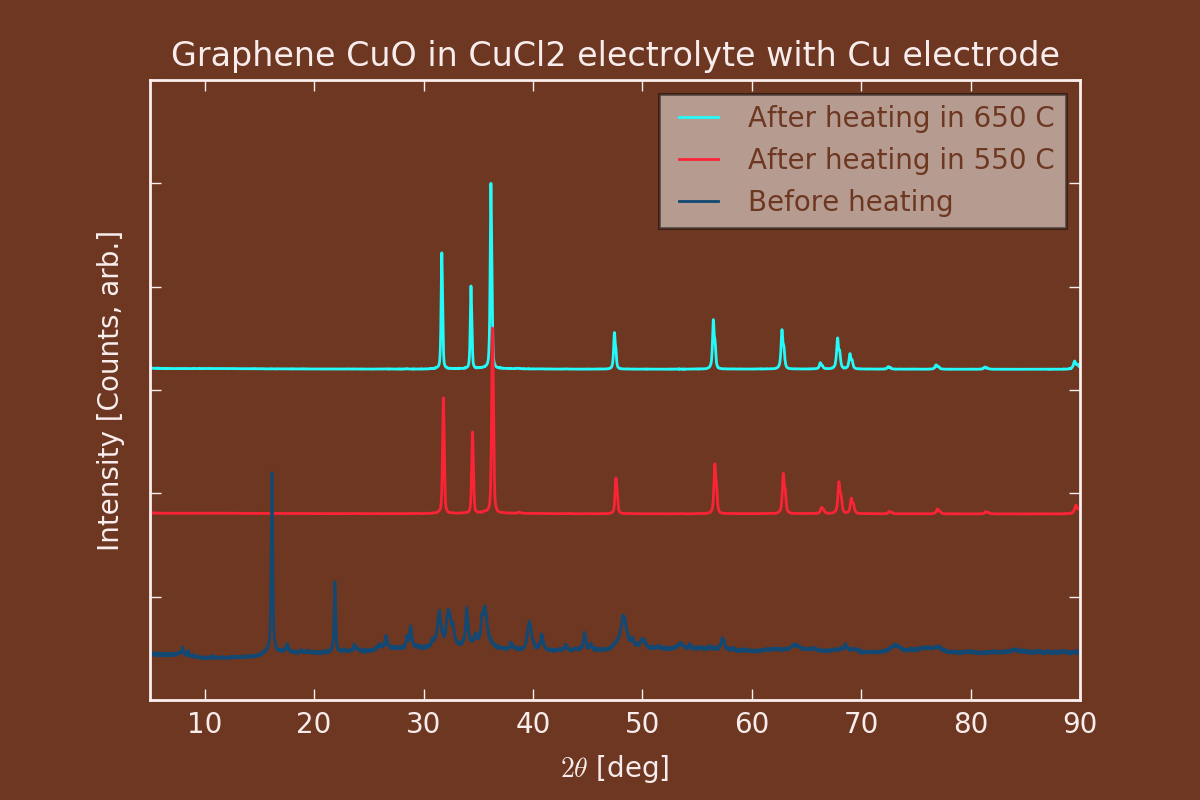 Graphene CuO in CuCl2 electrolyte with Cu electrode
After heating in 650 C
After heating in 550 C
Before heating
Intensity [Counts, arb.]
10 20 30 40 50 60 70 80 90
2θ [deg]